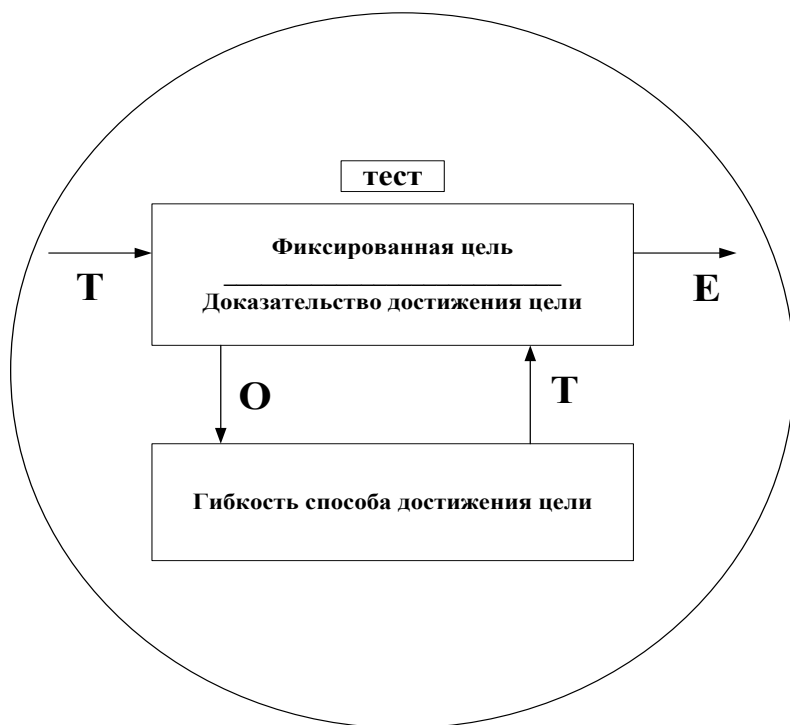 тест
Фиксированная цель
Доказательство достижения цели
T
E
O
T
Гибкость способа достижения цели